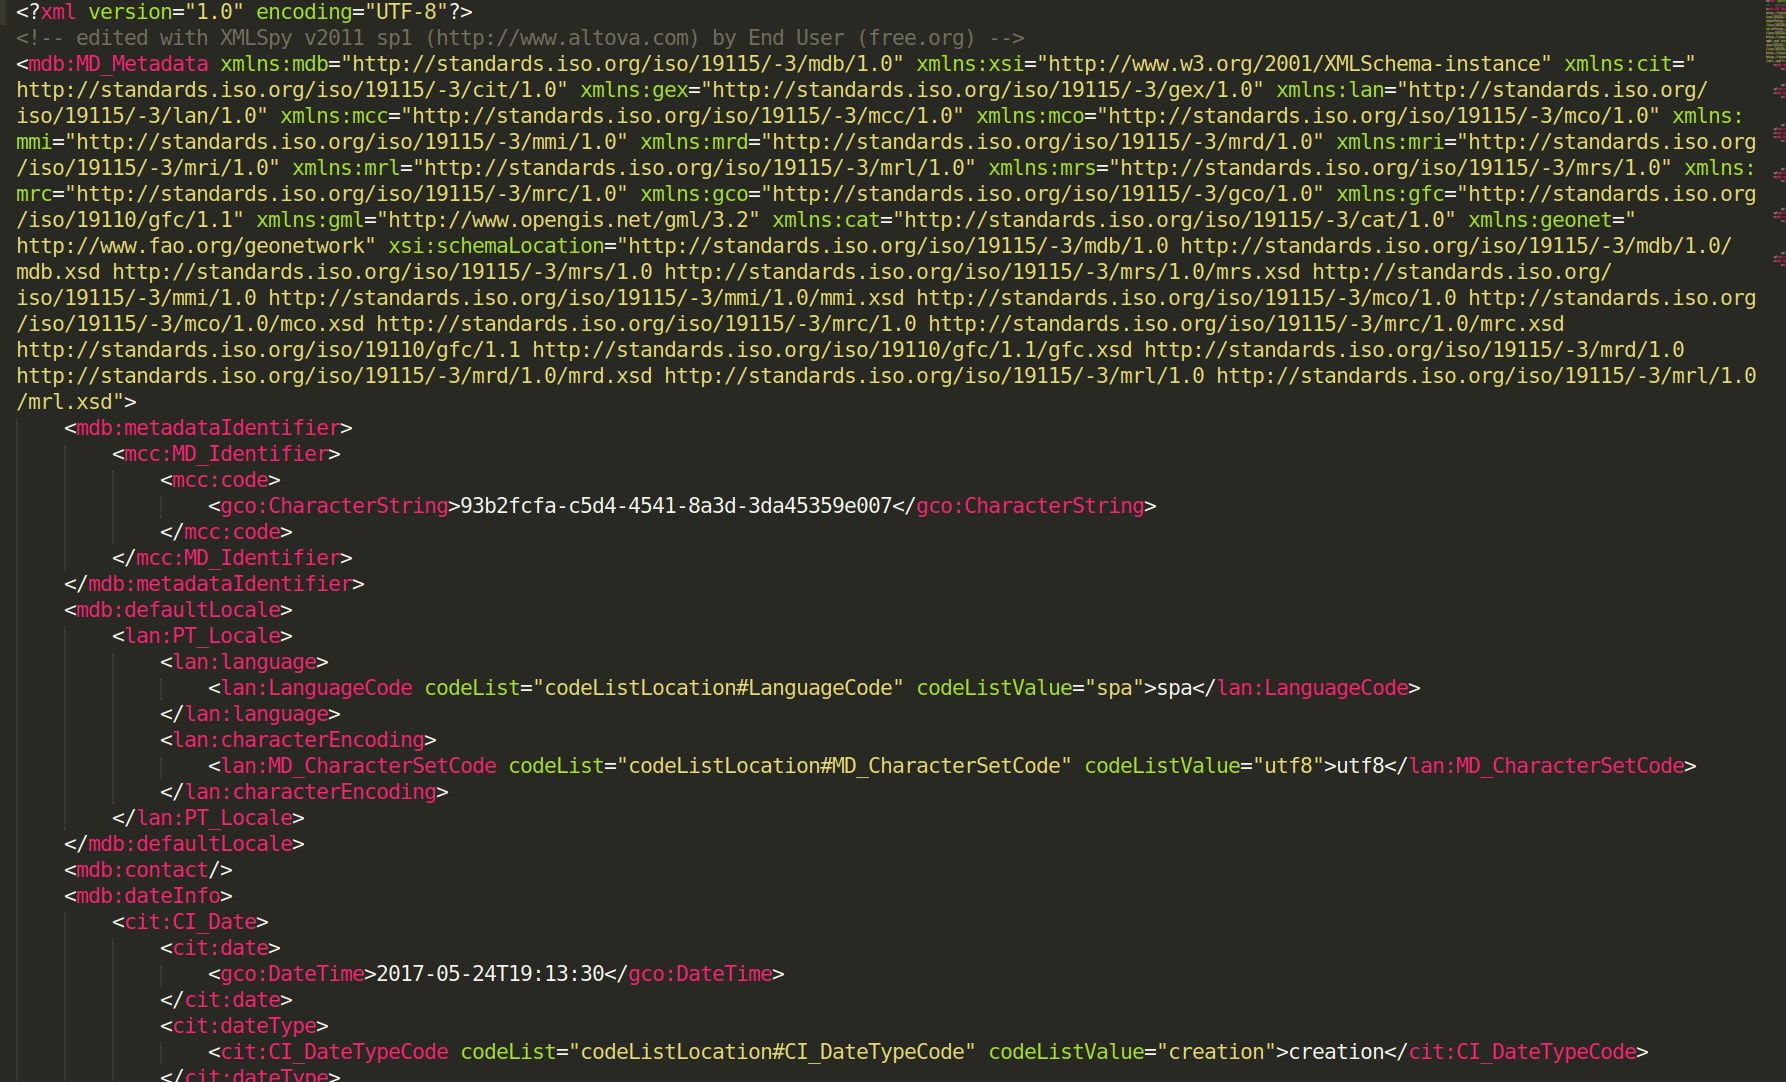 <?xml version="1.0" encoding="UTF-8"?>
<!-- edited with XMLSpy v2011 sp1 (http://www.altova.com) by End User (free.org) -->
<mdb:MD_Metadata xmlns:mdb="http://standards.iso.org/iso/19115/-3/mdb/1.0" xmlns:xsi="http://www.w3.org/2001/XMLSchema-instance" xmlns:cit="
http://standards.iso.org/iso/19115/-3/cit/1.0" xmlns:gex="http://standards.iso.org/iso/19115/-3/gex/1.0" xmlns:lan="http://standards.iso.org/
iso/19115/-3/lan/1.0" xmlns:mcc="http://standards.iso.org/iso/19115/-3/mcc/1.0" xmlns:mco="http://standards.iso.org/iso/19115/-3/mco/1.0" xmlns:
mmi="http://standards.iso.org/iso/19115/-3/mmi/1.0" xmlns:mrd="http://standards.iso.org/iso/19115/-3/mrd/1.0" xmlns:mri="http://standards.iso.org
/iso/19115/-3/mri/1.0" xmlns:mrl="http://standards.iso.org/iso/19115/-3/mrl/1.0" xmlns:mrs="http://standards.iso.org/iso/19115/-3/mrs/1.0" xmlns:
mrc="http://standards.iso.org/iso/19115/-3/mrc/1.0" xmlns:gco="http://standards.iso.org/iso/19115/-3/gco/1.0" xmlns:gfc="http://standards.iso.org
/iso/19110/gfc/1.1" xmlns:gml="http://www.opengis.net/gml/3.2" xmlns:cat="http://standards.iso.org/iso/19115/-3/cat/1.0" xmlns:geonet="
http://www.fao.org/geonetwork" xsi:schemaLocation="http://standards.iso.org/iso/19115/-3/mdb/1.0 http://standards.iso.org/iso/19115/-3/mdb/1.0/
mdb.xsd http://standards.iso.org/iso/19115/-3/mrs/1.0 http://standards.iso.org/iso/19115/-3/mrs/1.0/mrs.xsd http://standards.iso.org/
iso/19115/-3/mmi/1.0 http://standards.iso.org/iso/19115/-3/mmi/1.0/mmi.xsd http://standards.iso.org/iso/19115/-3/mco/1.0 http://standards.iso.org
/iso/19115/-3/mco/1.0/mco.xsd http://standards.iso.org/iso/19115/-3/mrc/1.0 http://standards.iso.org/iso/19115/-3/mrc/1.0/mrc.xsd
http://standards.iso.org/iso/19110/gfc/1.1 http://standards.iso.org/iso/19110/gfc/1.1/gfc.xsd http://standards.iso.org/iso/19115/-3/mrd/1.0
http://standards.iso.org/iso/19115/-3/mrd/1.0/mrd.xsd http://standards.iso.org/iso/19115/-3/mrl/1.0 http://standards.iso.org/iso/19115/-3/mrl/1.0
/mrl.xsd">
<mdb:metadataIdentifier>
<mcc:MD_Identifier>
<mcc:code>
<gco:CharacterString>93b2fcfa-c5d4-4541-8a3d-3da45359e007</gco:CharacterString>
</mcc:code>
</mcc:MD_Identifier>
</mdb:metadataIdentifier>
<mdb:defaultLocale>
<lan:PT_Locale>
<lan:language>
<lan:LanguageCode codeList="codeListLocation#LanguageCode" codeListValue="spa">spa</lan:LanguageCode>
</lan:language>
<lan:characterEncoding>
<lan:MD_CharacterSetCode codeList="codeListLocation#MD_CharacterSetCode" codeListValue="utf8">utf8</lan:MD_CharacterSetCode>
</lan:characterEncoding>
</lan:PT_Locale>
</mdb:defaultLocale>
<mdb:contact/>
<mdb:dateInfo>
<cit:CI_Date>
<cit:date>
<gco:DateTime>2017-05-24T19:13:30</gco:DateTime>
</cit:date>
<cit:dateType>
<cit:CI_DateTypeCode codeList="codeListLocation#CI_DateTypeCode" codeListValue="creation">creation</cit:CI_DateTypeCode>
</cit:dateType>